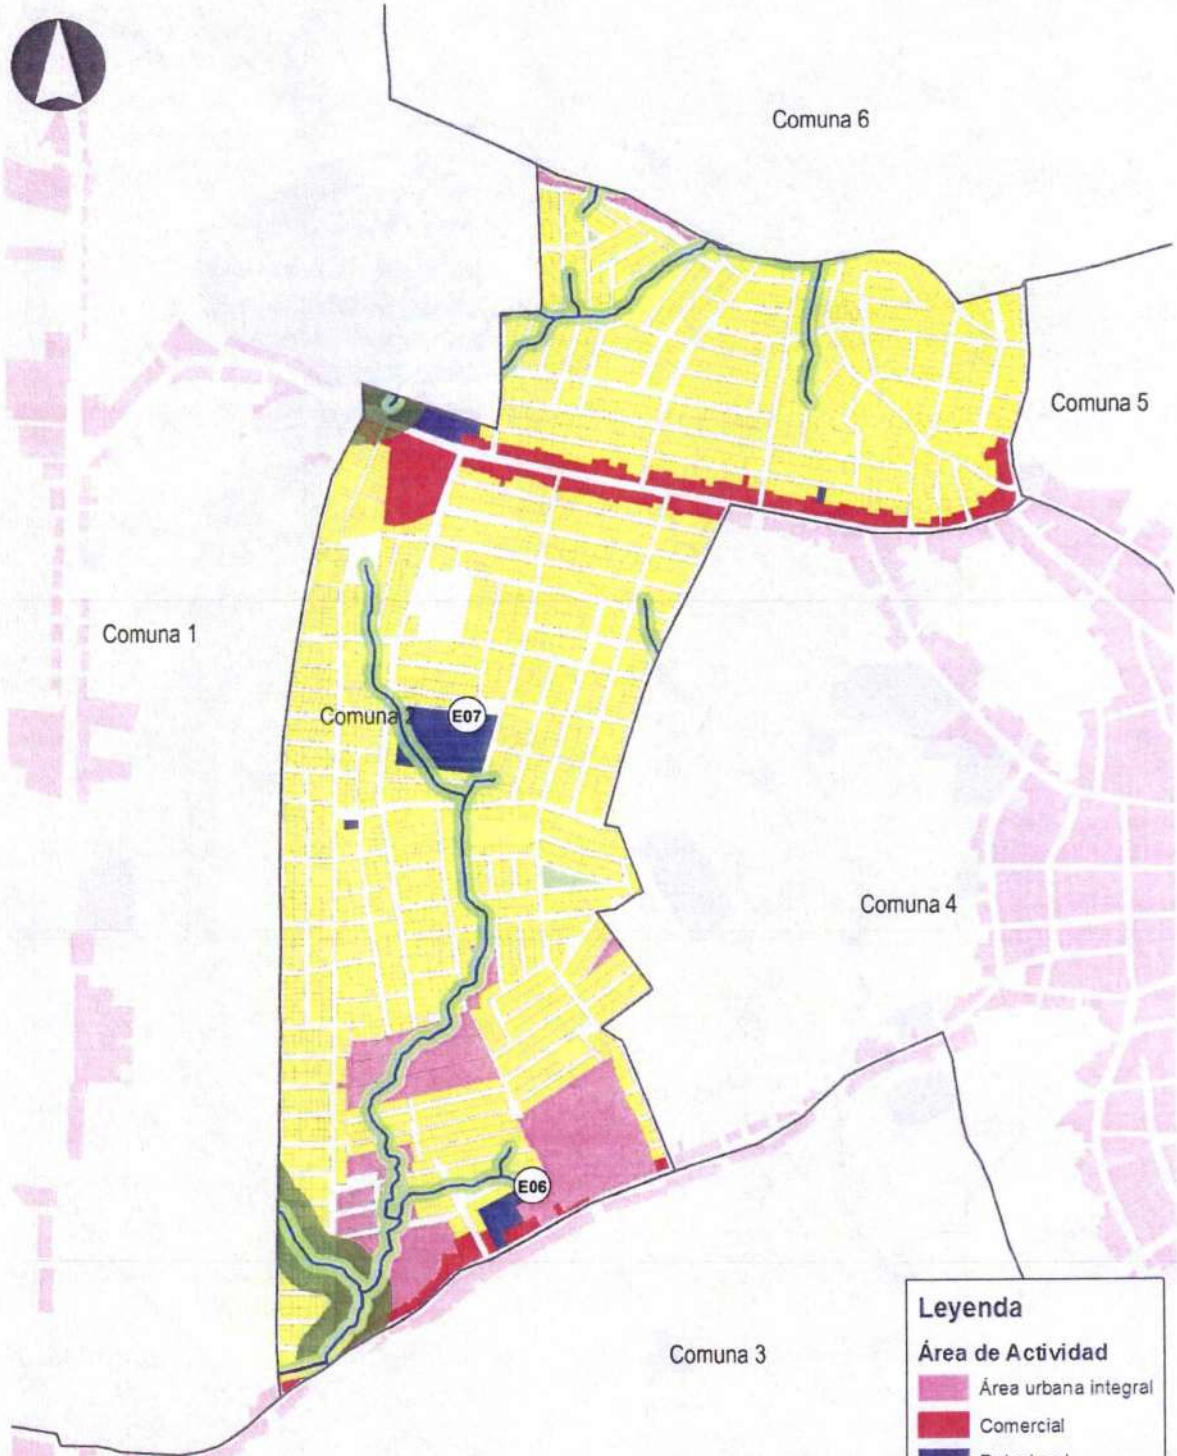 Comuna 6
Comuna 5
Comuna 1
Comuna 2
E07
Comuna 4
E06
Comuna 3
Leyenda
Área de Actividad
Área urbana integral
Comercial